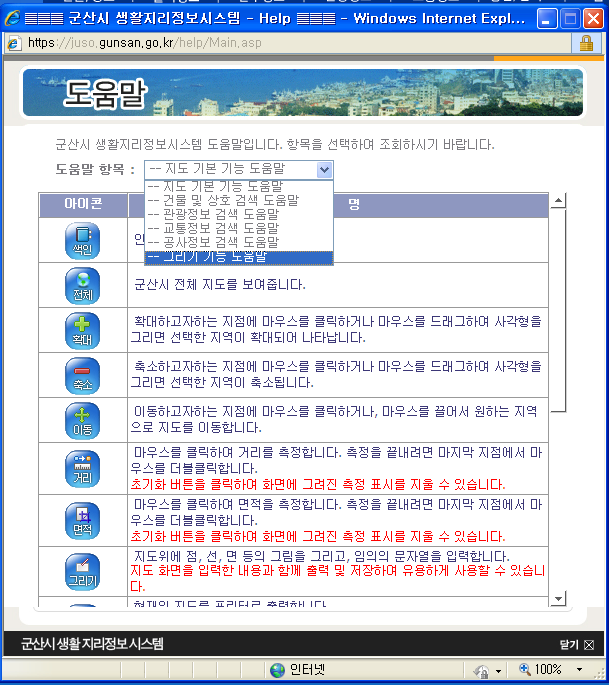 군산시 생활지리정보시스템 - Help - Windows Internet Expl...
https://juso.gunsan.go.kr/help/Main.asp
도움말
군산시 생활지리정보시스템 도움말입니다. 항목을 선택하여 조회하시기 바랍니다.
도움말 항목 : -- 지도 기본 기능 도움말
-- 지도 기본 기능 도움말
-- 건물 및 상호 검색 도움말
-- 관광정보 검색 도움말
-- 교통정보 검색 도움말
-- 공사정보 검색 도움말
-- 그리기 기능 도움말
아이콘 명
색인
전체 군산시 전체 지도를 보여줍니다.
확대 확대하고자하는 지점에 마우스를 클릭하거나 마우스를 드래그하여 사각형을
그리면 선택한 지역이 확대되어 나타납니다.
축소 축소하고자하는 지점에 마우스를 클릭하거나 마우스를 드래그하여 사각형을
그리면 선택한 지역이 축소됩니다.
이동 이동하고자하는 지점에 마우스를 클릭하거나, 마우스를 끌어서 원하는 지역
으로 지도를 이동합니다.
거리 마우스를 클릭하여 거리를 측정합니다. 측정을 끝내려면 마지막 지점에서 마
우스를 더블클릭합니다.
초기화 버튼을 클릭하여 화면에 그려진 측정 표시를 지울 수 있습니다.
면적 마우스를 클릭하여 면적을 측정합니다. 측정을 끝내려면 마지막 지점에서 마
우스를 더블클릭합니다.
초기화 버튼을 클릭하여 화면에 그려진 측정 표시를 지울 수 있습니다.
그리기 지도위에 점, 선, 면 등의 그림을 그리고, 임의의 문자열을 입력합니다.
지도 화면을 입력한 내용과 함께 출력 및 저장하여 유용하게 사용할 수 있습니
다.
현재의 지도를 프린터로 출력합니다.
군산시 생활 지리정보 시스템 닫기
인터넷 100%